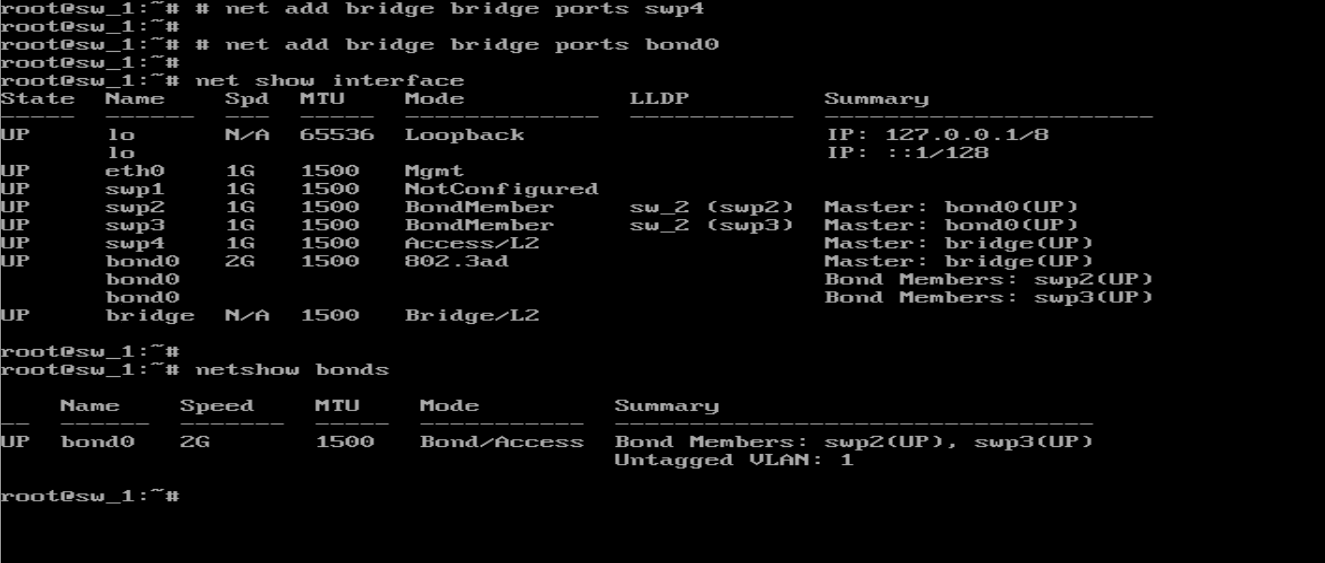 root@sw_1:~# # net add bridge bridge ports swp4
root@sw_1:~#
root@sw_1:~# # net add bridge bridge ports bond0
root@sw_1:~#
root@sw_1:~# net show interface
State  Name    Spd  MTU    Mode           LLDP         Summary
-----  ------  ---  -----  -------------  -----------  ----------------------
UP     lo      N/A  65536  Loopback                    IP: 127.0.0.1/8
       lo                                              IP: ::1/128
UP     eth0    1G   1500   Mgmt
UP     swp1    1G   1500   NotConfigured
UP     swp2    1G   1500   BondMember     sw_2 (swp2)  Master: bond0(UP)
UP     swp3    1G   1500   BondMember     sw_2 (swp3)  Master: bond0(UP)
UP     swp4    1G   1500   Access/L2                   Master: bridge(UP)
UP     bond0   2G   1500   802.3ad                     Master: bridge(UP)
       bond0                                           Bond Members: swp2(UP)
       bond0                                           Bond Members: swp3(UP)
UP     bridge  N/A  1500   Bridge/L2
root@sw_1:~#
root@sw_1:~# netshow bonds
    Name    Speed    MTU    Mode         Summary
--  ------  -------  -----  -----------  --------------------------------
UP  bond0   2G       1500   Bond/Access  Bond Members: swp2(UP), swp3(UP)
                                         Untagged VLAN: 1
root@sw_1:~#